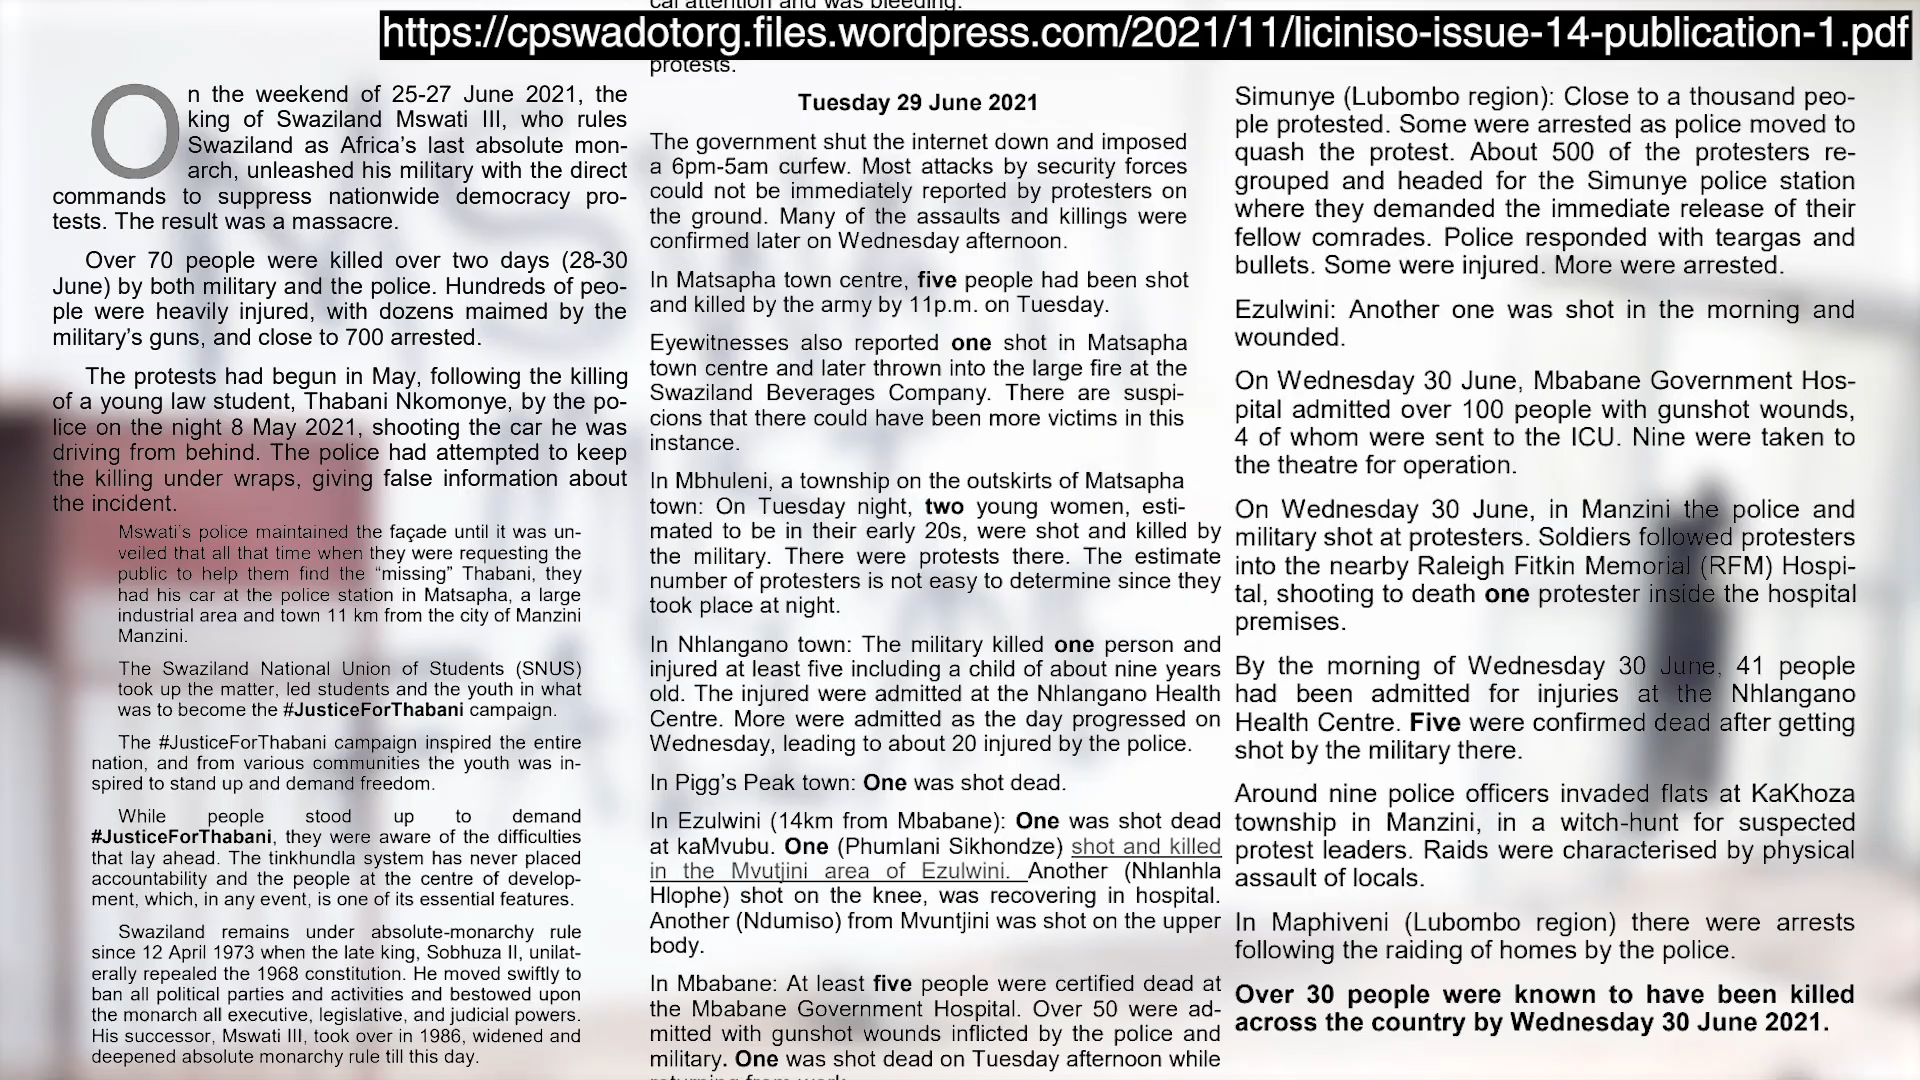 cal attention and was bleeding.
https://cpswadotorg.files.wordpress.com/2021/11/liciniso-issue-14-publication-1.pdf
On the weekend of 25-27 June 2021, the
king of Swaziland Mswati III, who rules
Swaziland as Africa’s last absolute mon-
arch, unleashed his military with the direct
commands to suppress nationwide democracy pro-
tests. The result was a massacre.
Over 70 people were killed over two days (28-30
June) by both military and the police. Hundreds of peo-
ple were heavily injured, with dozens maimed by the
military’s guns, and close to 700 arrested.
The protests had begun in May, following the killing
of a young law student, Thabani Nkomonye, by the po-
lice on the night 8 May 2021, shooting the car he was
driving from behind. The police had attempted to keep
the killing under wraps, giving false information about
the incident.
Mswati’s police maintained the façade until it was un-
veiled that all that time when they were requesting the
public to help them find the “missing” Thabani, they
had his car at the police station in Matsapha, a large
industrial area and town 11 km from the city of Manzini
Manzini.
The Swaziland National Union of Students (SNUS)
took up the matter, led students and the youth in what
was to become the #JusticeForThabani campaign.
The #JusticeForThabani campaign inspired the entire
nation, and from various communities the youth was in-
spired to stand up and demand freedom.
While people stood up to demand
#JusticeForThabani, they were aware of the difficulties
that lay ahead. The tinkhundla system has never placed
accountability and the people at the centre of develop-
ment, which, in any event, is one of its essential features.
Swaziland remains under absolute-monarchy rule
since 12 April 1973 when the late king, Sobhuza II, unilat-
erally repealed the 1968 constitution. He moved swiftly to
ban all political parties and activities and bestowed upon
the monarch all executive, legislative, and judicial powers.
His successor, Mswati III, took over in 1986, widened and
deepened absolute monarchy rule till this day.
protests.
Tuesday 29 June 2021
The government shut the internet down and imposed
a 6pm-5am curfew. Most attacks by security forces
could not be immediately reported by protesters on
the ground. Many of the assaults and killings were
confirmed later on Wednesday afternoon.
In Matsapha town centre, five people had been shot
and killed by the army by 11p.m. on Tuesday.
Eyewitnesses also reported one shot in Matsapha
town centre and later thrown into the large fire at the
Swaziland Beverages Company. There are suspi-
cions that there could have been more victims in this
instance.
In Mbhuleni, a township on the outskirts of Matsapha
town: On Tuesday night, two young women, esti-
mated to be in their early 20s, were shot and killed by
the military. There were protests there. The estimate
number of protesters is not easy to determine since they
took place at night.
In Nhlangano town: The military killed one person and
injured at least five including a child of about nine years
old. The injured were admitted at the Nhlangano Health
Centre. More were admitted as the day progressed on
Wednesday, leading to about 20 injured by the police.
In Pigg’s Peak town: One was shot dead.
In Ezulwini (14km from Mbabane): One was shot dead
at kaMvubu. One (Phumlani Sikhondze) shot and killed
in the Mvutjini area of Ezulwini. Another (Nhlanhla
Hlophe) shot on the knee, was recovering in hospital.
Another (Ndumiso) from Mvuntjini was shot on the upper
body.
In Mbabane: At least five people were certified dead at
the Mbabane Government Hospital. Over 50 were ad-
mitted with gunshot wounds inflicted by the police and
military. One was shot dead on Tuesday afternoon while
returning from work.
Simunye (Lubombo region): Close to a thousand peo-
ple protested. Some were arrested as police moved to
quash the protest. About 500 of the protesters re-
grouped and headed for the Simunye police station
where they demanded the immediate release of their
fellow comrades. Police responded with teargas and
bullets. Some were injured. More were arrested.
Ezulwini: Another one was shot in the morning and
wounded.
On Wednesday 30 June, Mbabane Government Hos-
pital admitted over 100 people with gunshot wounds,
4 of whom were sent to the ICU. Nine were taken to
the theatre for operation.
On Wednesday 30 June, in Manzini the police and
military shot at protesters. Soldiers followed protesters
into the nearby Raleigh Fitkin Memorial (RFM) Hospi-
tal, shooting to death one protester inside the hospital
premises.
By the morning of Wednesday 30 June, 41 people
had been admitted for injuries at the Nhlangano
Health Centre. Five were confirmed dead after getting
shot by the military there.
Around nine police officers invaded flats at KaKhoza
township in Manzini, in a witch-hunt for suspected
protest leaders. Raids were characterised by physical
assault of locals.
In Maphiveni (Lubombo region) there were arrests
following the raiding of homes by the police.
Over 30 people were known to have been killed
across the country by Wednesday 30 June 2021.